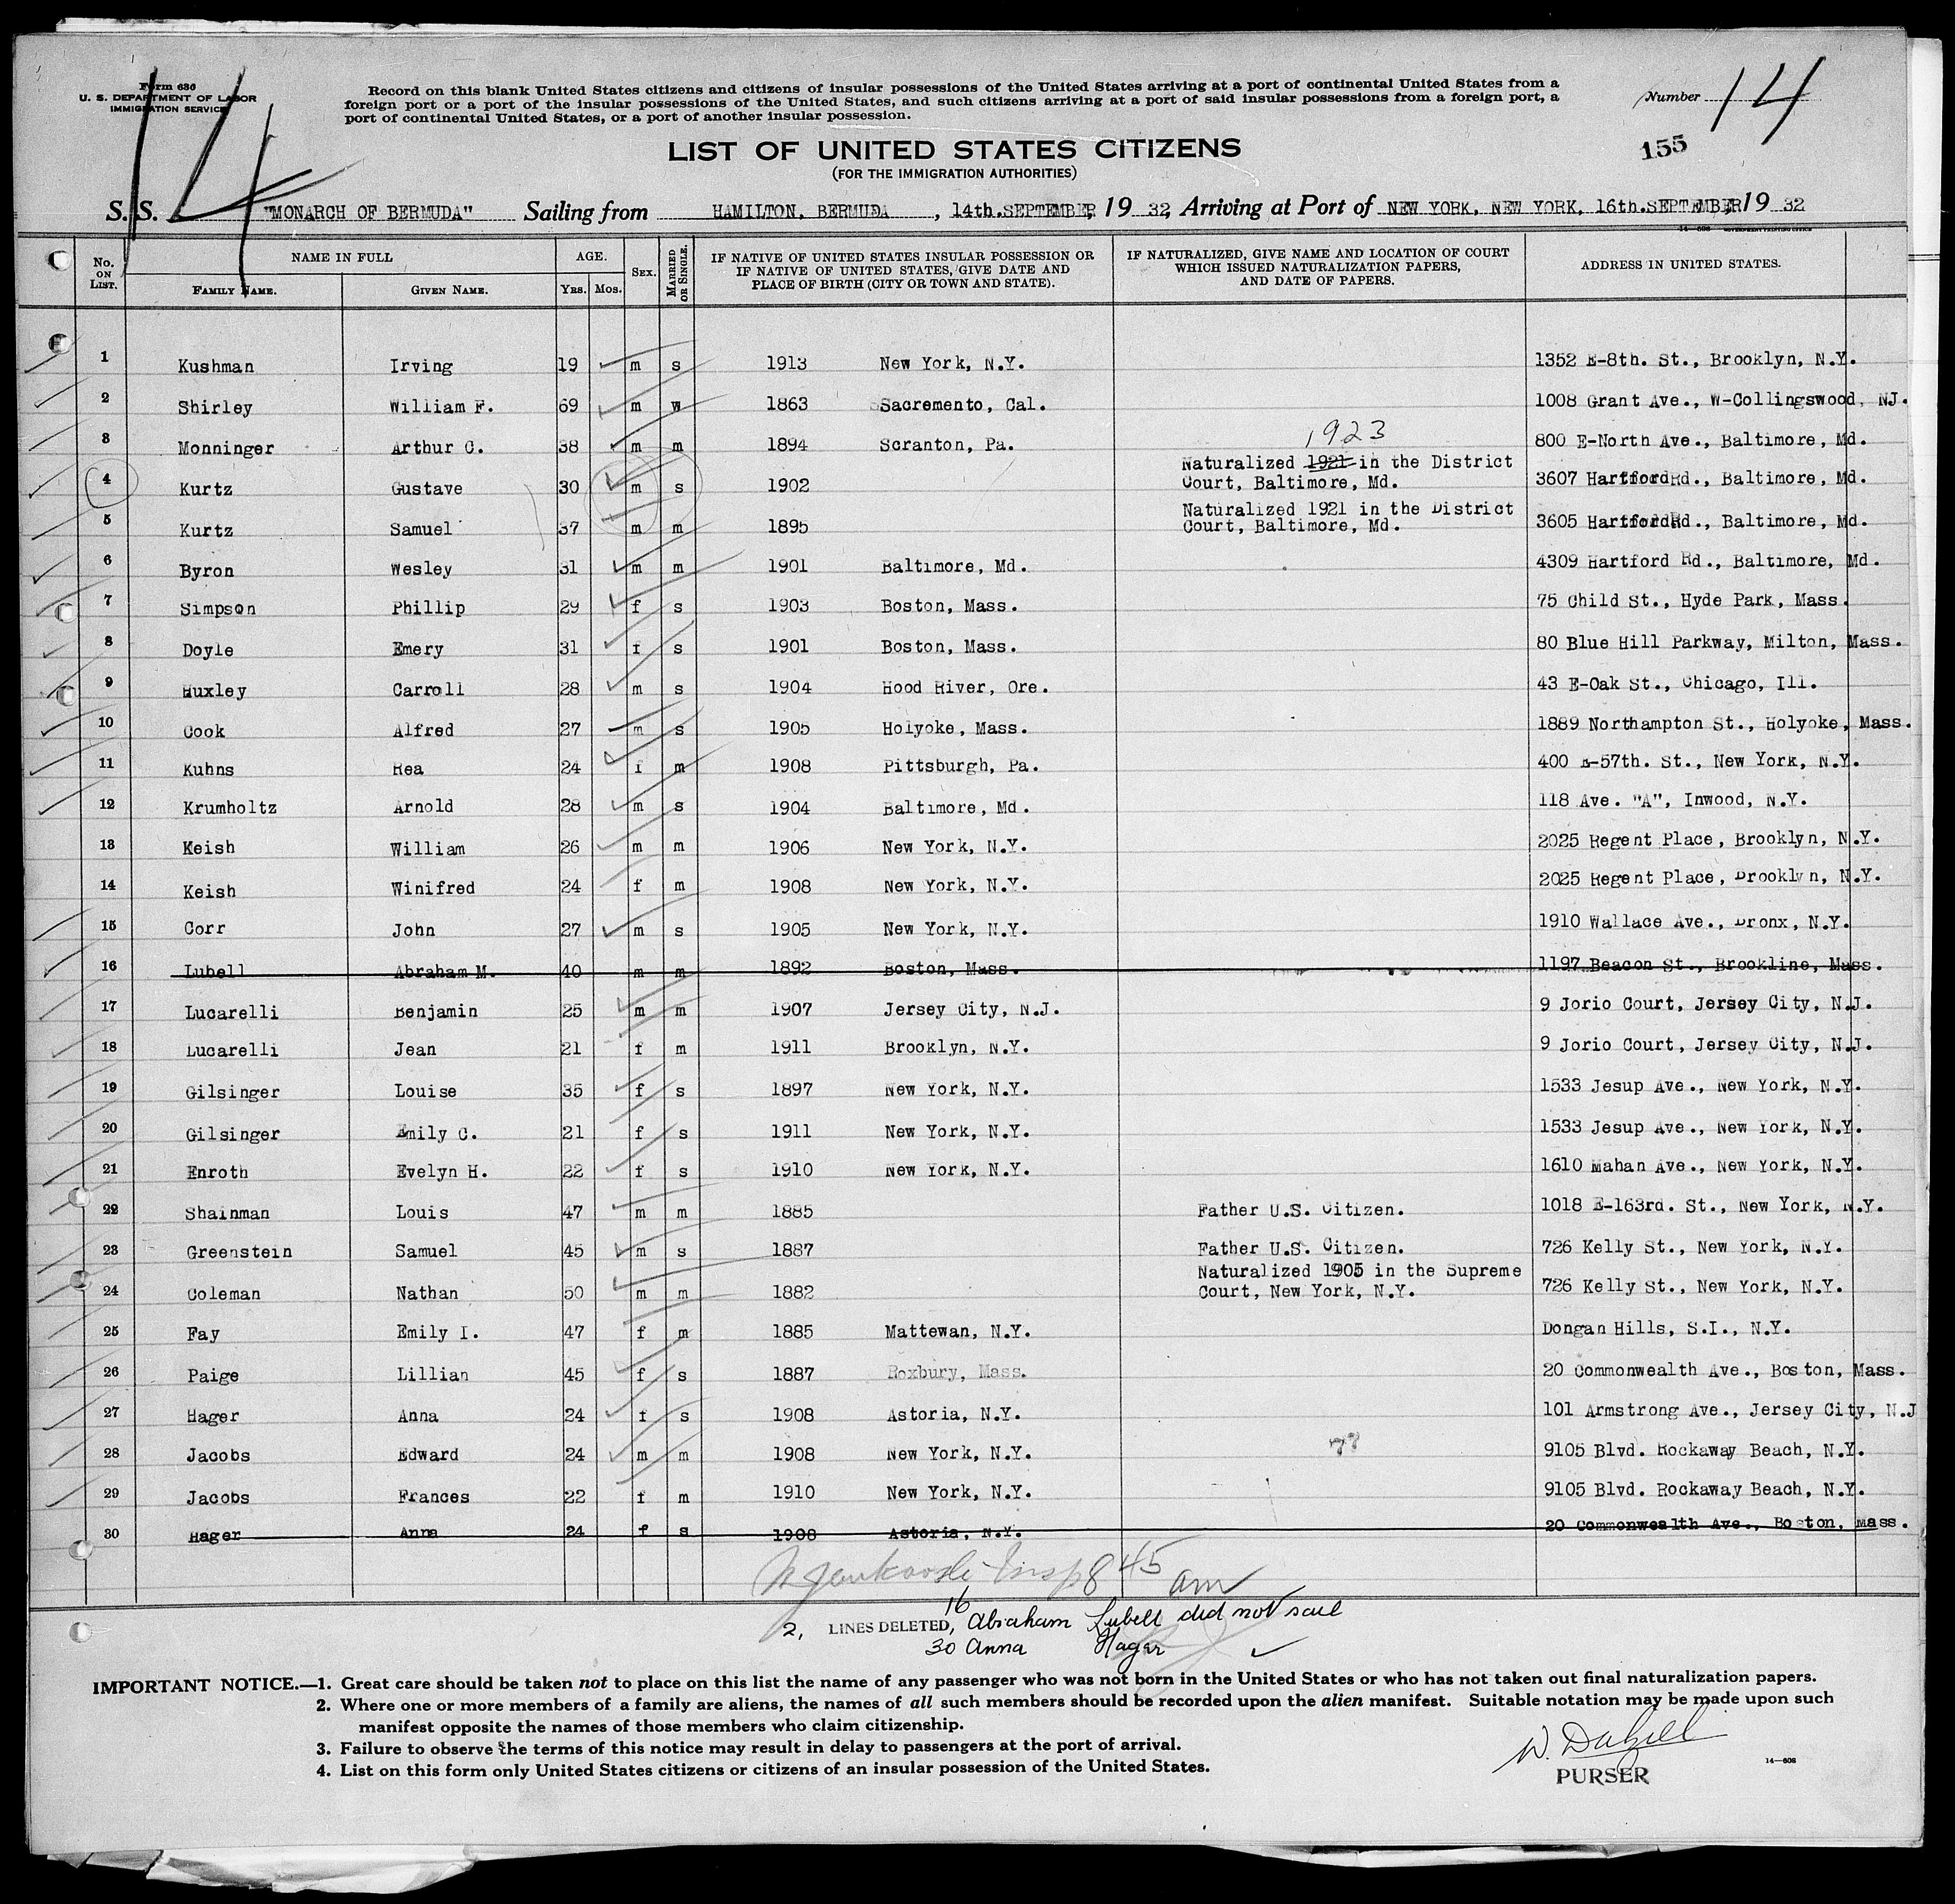 14
Form 636
U. S. DEPARTMENT OF LABOR
IMMIGRATION SERVICE
Record on this blank United States citizens and citizens of insular possessions of the United States arriving at a port of continental United States from a
foreign port or a port of the insular possessions of the United States, and such citizens arriving at a port of said insular possessions from a foreign port, a
port of continental United States, or a port of another insular possession.
Number 14
155
LIST OF UNITED STATES CITIZENS
(FOR THE IMMIGRATION AUTHORITIES)
S. S. "MONARCH OF BERMUDA" Sailing from HAMILTON, BERMUDA, 14th.SEPTEMBER, 19 32, Arriving at Port of NEW YORK, NEW YORK, 16th.SEPTEMBER, 19 32
14—608 GOVERNMENT PRINTING OFFICE
No. ON LIST. NAME IN FULL FAMILY NAME. GIVEN NAME. AGE. YRS. MOS. SEX. MARRIED OR SINGLE. IF NATIVE OF UNITED STATES INSULAR POSSESSION OR IF NATIVE OF UNITED STATES, GIVE DATE AND PLACE OF BIRTH (CITY OR TOWN AND STATE). IF NATURALIZED, GIVE NAME AND LOCATION OF COURT WHICH ISSUED NATURALIZATION PAPERS, AND DATE OF PAPERS. ADDRESS IN UNITED STATES.
1 Kushman Irving 19 m s 1913 New York, N.Y. 1352 E-8th. St., Brooklyn, N.Y.
2 Shirley William F. 69 m w 1863 Sacremento, Cal. 1008 Grant Ave., W-Collingswood, NJ.
3 Monninger Arthur C. 38 m m 1894 Scranton, Pa. 800 E-North Ave., Baltimore, Md.
1923
4 Kurtz Gustave 30 m s 1902 Naturalized 1921 in the District Court, Baltimore, Md. 3607 Hartford Rd., Baltimore, Md.
5 Kurtz Samuel 37 m m 1895 Naturalized 1921 in the District Court, Baltimore, Md. 3605 Hartford Rd., Baltimore, Md.
6 Byron Wesley 31 m m 1901 Baltimore, Md. 4309 Hartford Rd., Baltimore, Md.
7 Simpson Phillip 29 f s 1903 Boston, Mass. 75 Child St., Hyde Park, Mass.
8 Doyle Emery 31 f s 1901 Boston, Mass. 80 Blue Hill Parkway, Milton, Mass.
9 Huxley Carroll 28 m s 1904 Hood River, Ore. 43 E-Oak St., Chicago, Ill.
10 Cook Alfred 27 m s 1905 Holyoke, Mass. 1889 Northampton St., Holyoke, Mass.
11 Kuhns Rea 24 f m 1908 Pittsburgh, Pa. 400 E-57th. St., New York, N.Y.
12 Krumholtz Arnold 28 m s 1904 Baltimore, Md. 118 Ave. "A", Inwood, N.Y.
13 Keish William 26 m m 1906 New York, N.Y. 2025 Regent Place, Brooklyn, N.Y.
14 Keish Winifred 24 f m 1908 New York, N.Y. 2025 Regent Place, Brooklyn, N.Y.
15 Corr John 27 m s 1905 New York, N.Y. 1910 Wallace Ave., Bronx, N.Y.
16 Lubell Abraham M. 40 m m 1892 Boston, Mass. 1197 Beacon St., Brookline, Mass.
17 Lucarelli Benjamin 25 m m 1907 Jersey City, N.J. 9 Jorio Court, Jersey City, N.J.
18 Lucarelli Jean 21 f m 1911 Brooklyn, N.Y. 9 Jorio Court, Jersey City, N.J.
19 Gilsinger Louise 35 f s 1897 New York, N.Y. 1533 Jesup Ave., New York, N.Y.
20 Gilsinger Emily C. 21 f s 1911 New York, N.Y. 1533 Jesup Ave., New York, N.Y.
21 Enroth Evelyn H. 22 f s 1910 New York, N.Y. 1610 Mahan Ave., New York, N.Y.
22 Shainman Louis 47 m m 1885 Father U.S. Citizen. 1018 E-163rd. St., New York, N.Y.
23 Greenstein Samuel 45 m s 1887 Father U.S. Citizen. 726 Kelly St., New York, N.Y.
24 Coleman Nathan 50 m m 1882 Naturalized 1905 in the Supreme Court, New York, N.Y. 726 Kelly St., New York, N.Y.
25 Fay Emily I. 47 f m 1885 Mattewan, N.Y. Dongan Hills, S.I., N.Y.
26 Paige Lillian 45 f s 1887 Roxbury, Mass. 20 Commonwealth Ave., Boston, Mass.
27 Hager Anna 24 f s 1908 Astoria, N.Y. 101 Armstrong Ave., Jersey City, N.J
28 Jacobs Edward 24 m m 1908 New York, N.Y. 9105 Blvd. Rockaway Beach, N.Y.
29 Jacobs Frances 22 f m 1910 New York, N.Y. 9105 Blvd. Rockaway Beach, N.Y.
30 Hager Anna 24 f s 1908 Astoria, N.Y. 20 Commonwealth Ave., Boston, Mass.
Insp 8 45 am
2, LINES DELETED, 16 Abraham Lubell did not sail
30 Anna Hager
IMPORTANT NOTICE.—1. Great care should be taken not to place on this list the name of any passenger who was not born in the United States or who has not taken out final naturalization papers.
2. Where one or more members of a family are aliens, the names of all such members should be recorded upon the alien manifest. Suitable notation may be made upon such
manifest opposite the names of those members who claim citizenship.
3. Failure to observe the terms of this notice may result in delay to passengers at the port of arrival.
4. List on this form only United States citizens or citizens of an insular possession of the United States.
PURSER
14—608